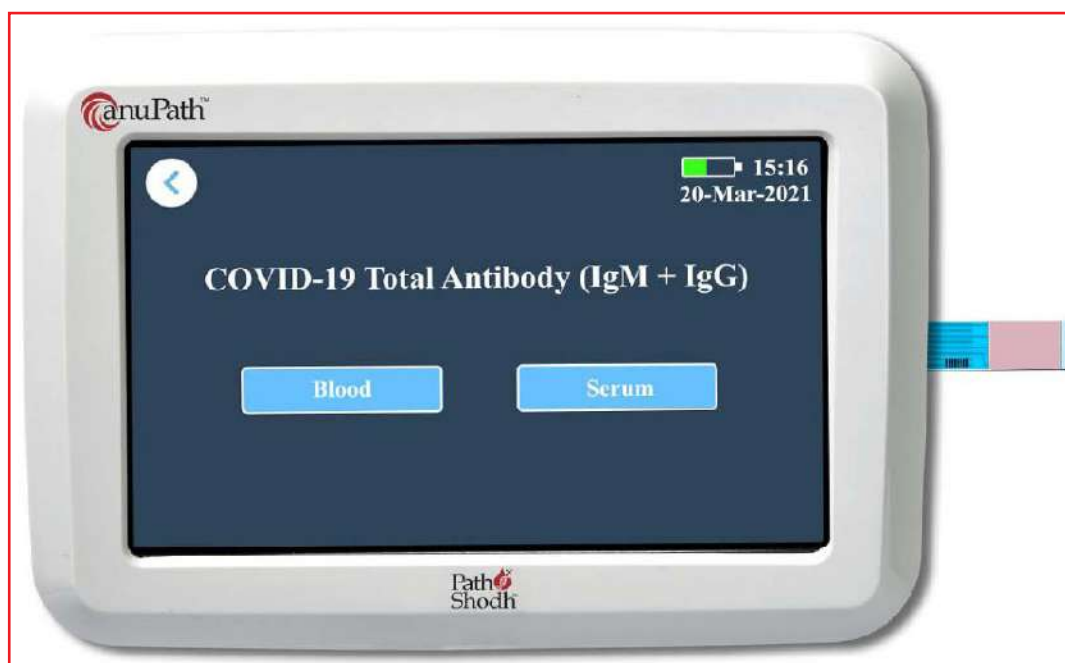 anuPath™
15:16
20-Mar-2021
COVID-19 Total Antibody (IgM + IgG)
Blood
Serum
Path
Shodh